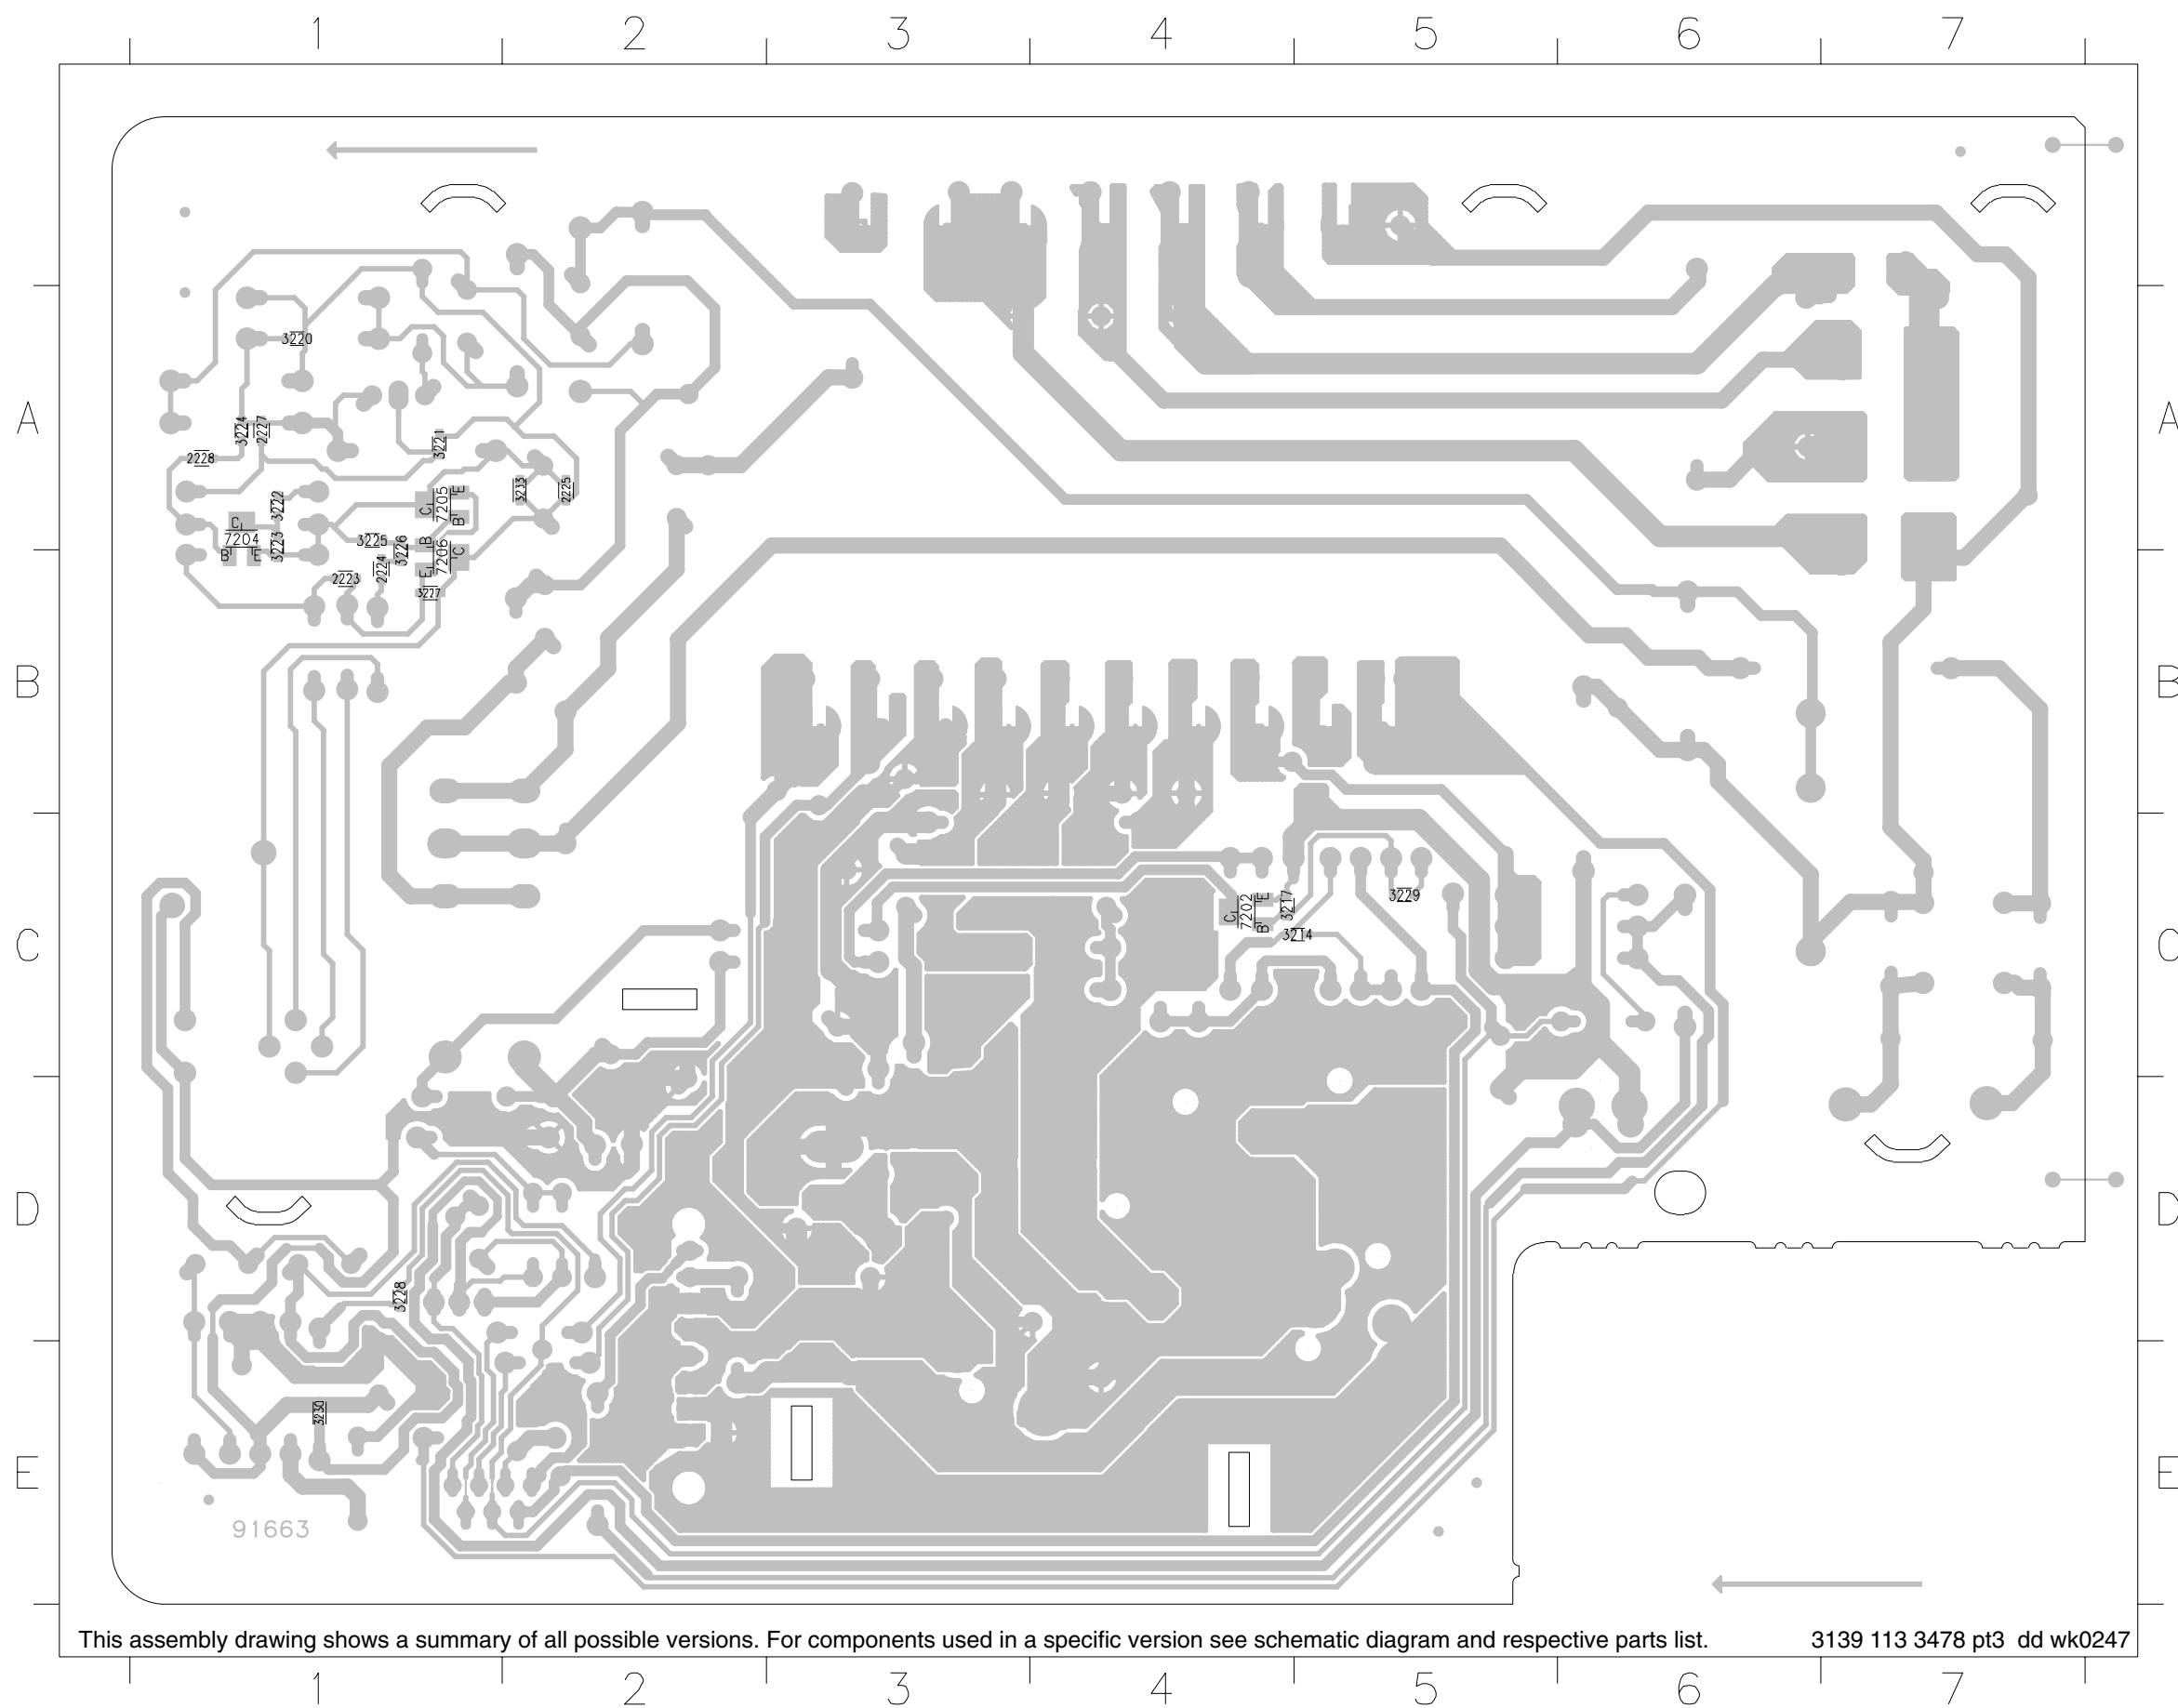 1 2 3 4 5 6 7
3220
A A
3224 2227 3221
2228
3233 2225
C 7205 E B
3222
C 7204 B E
3223 3225 3226 B 7206 C E
2224
2223
3227
B B
3229
C 7202 E B 3217
3214
C C
D D
3228
3230
E E
91663
This assembly drawing shows a summary of all possible versions. For components used in a specific version see schematic diagram and respective parts list. 3139 113 3478 pt3 dd wk0247
1 2 3 4 5 6 7